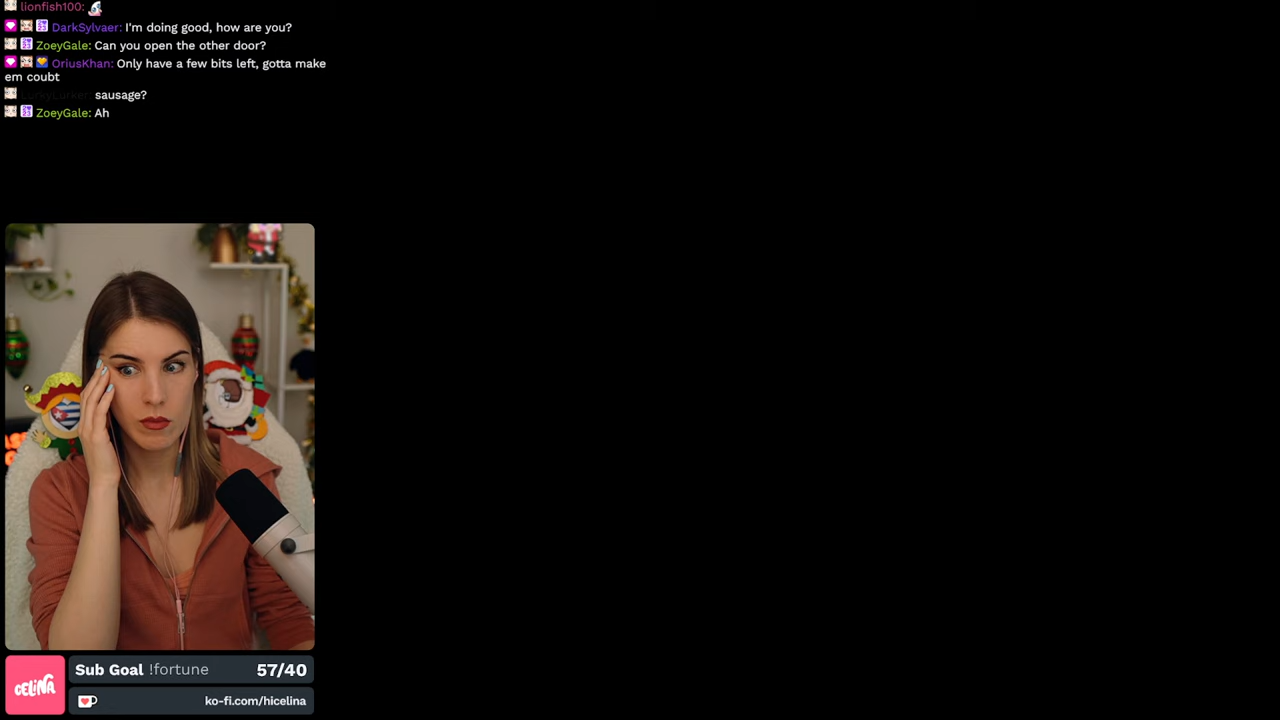 lionfish100:
DarkSylvaer: I'm doing good, how are you?
ZoeyGale: Can you open the other door?
OriusKhan: Only have a few bits left, gotta make
em coubt
LuckyLurker: sausage?
ZoeyGale: Ah
Sub Goal !fortune 57/40
CELINA
ko-fi.com/hicelina